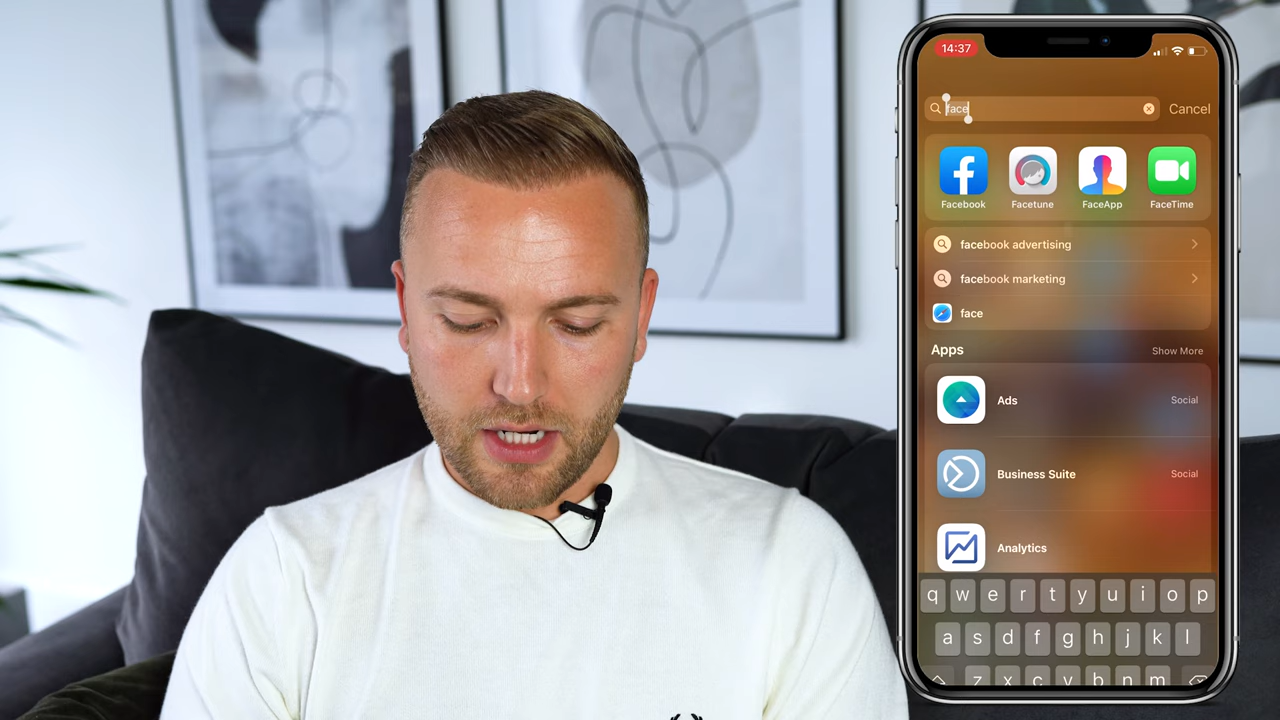 14:37
face
Cancel
Facebook
Facetune
FaceApp
FaceTime
facebook advertising
facebook marketing
face
Apps
Show More
Ads
Social
Business Suite
Social
Analytics
q w e r t y u i o p
a s d f g h j k l
z x c v b n m